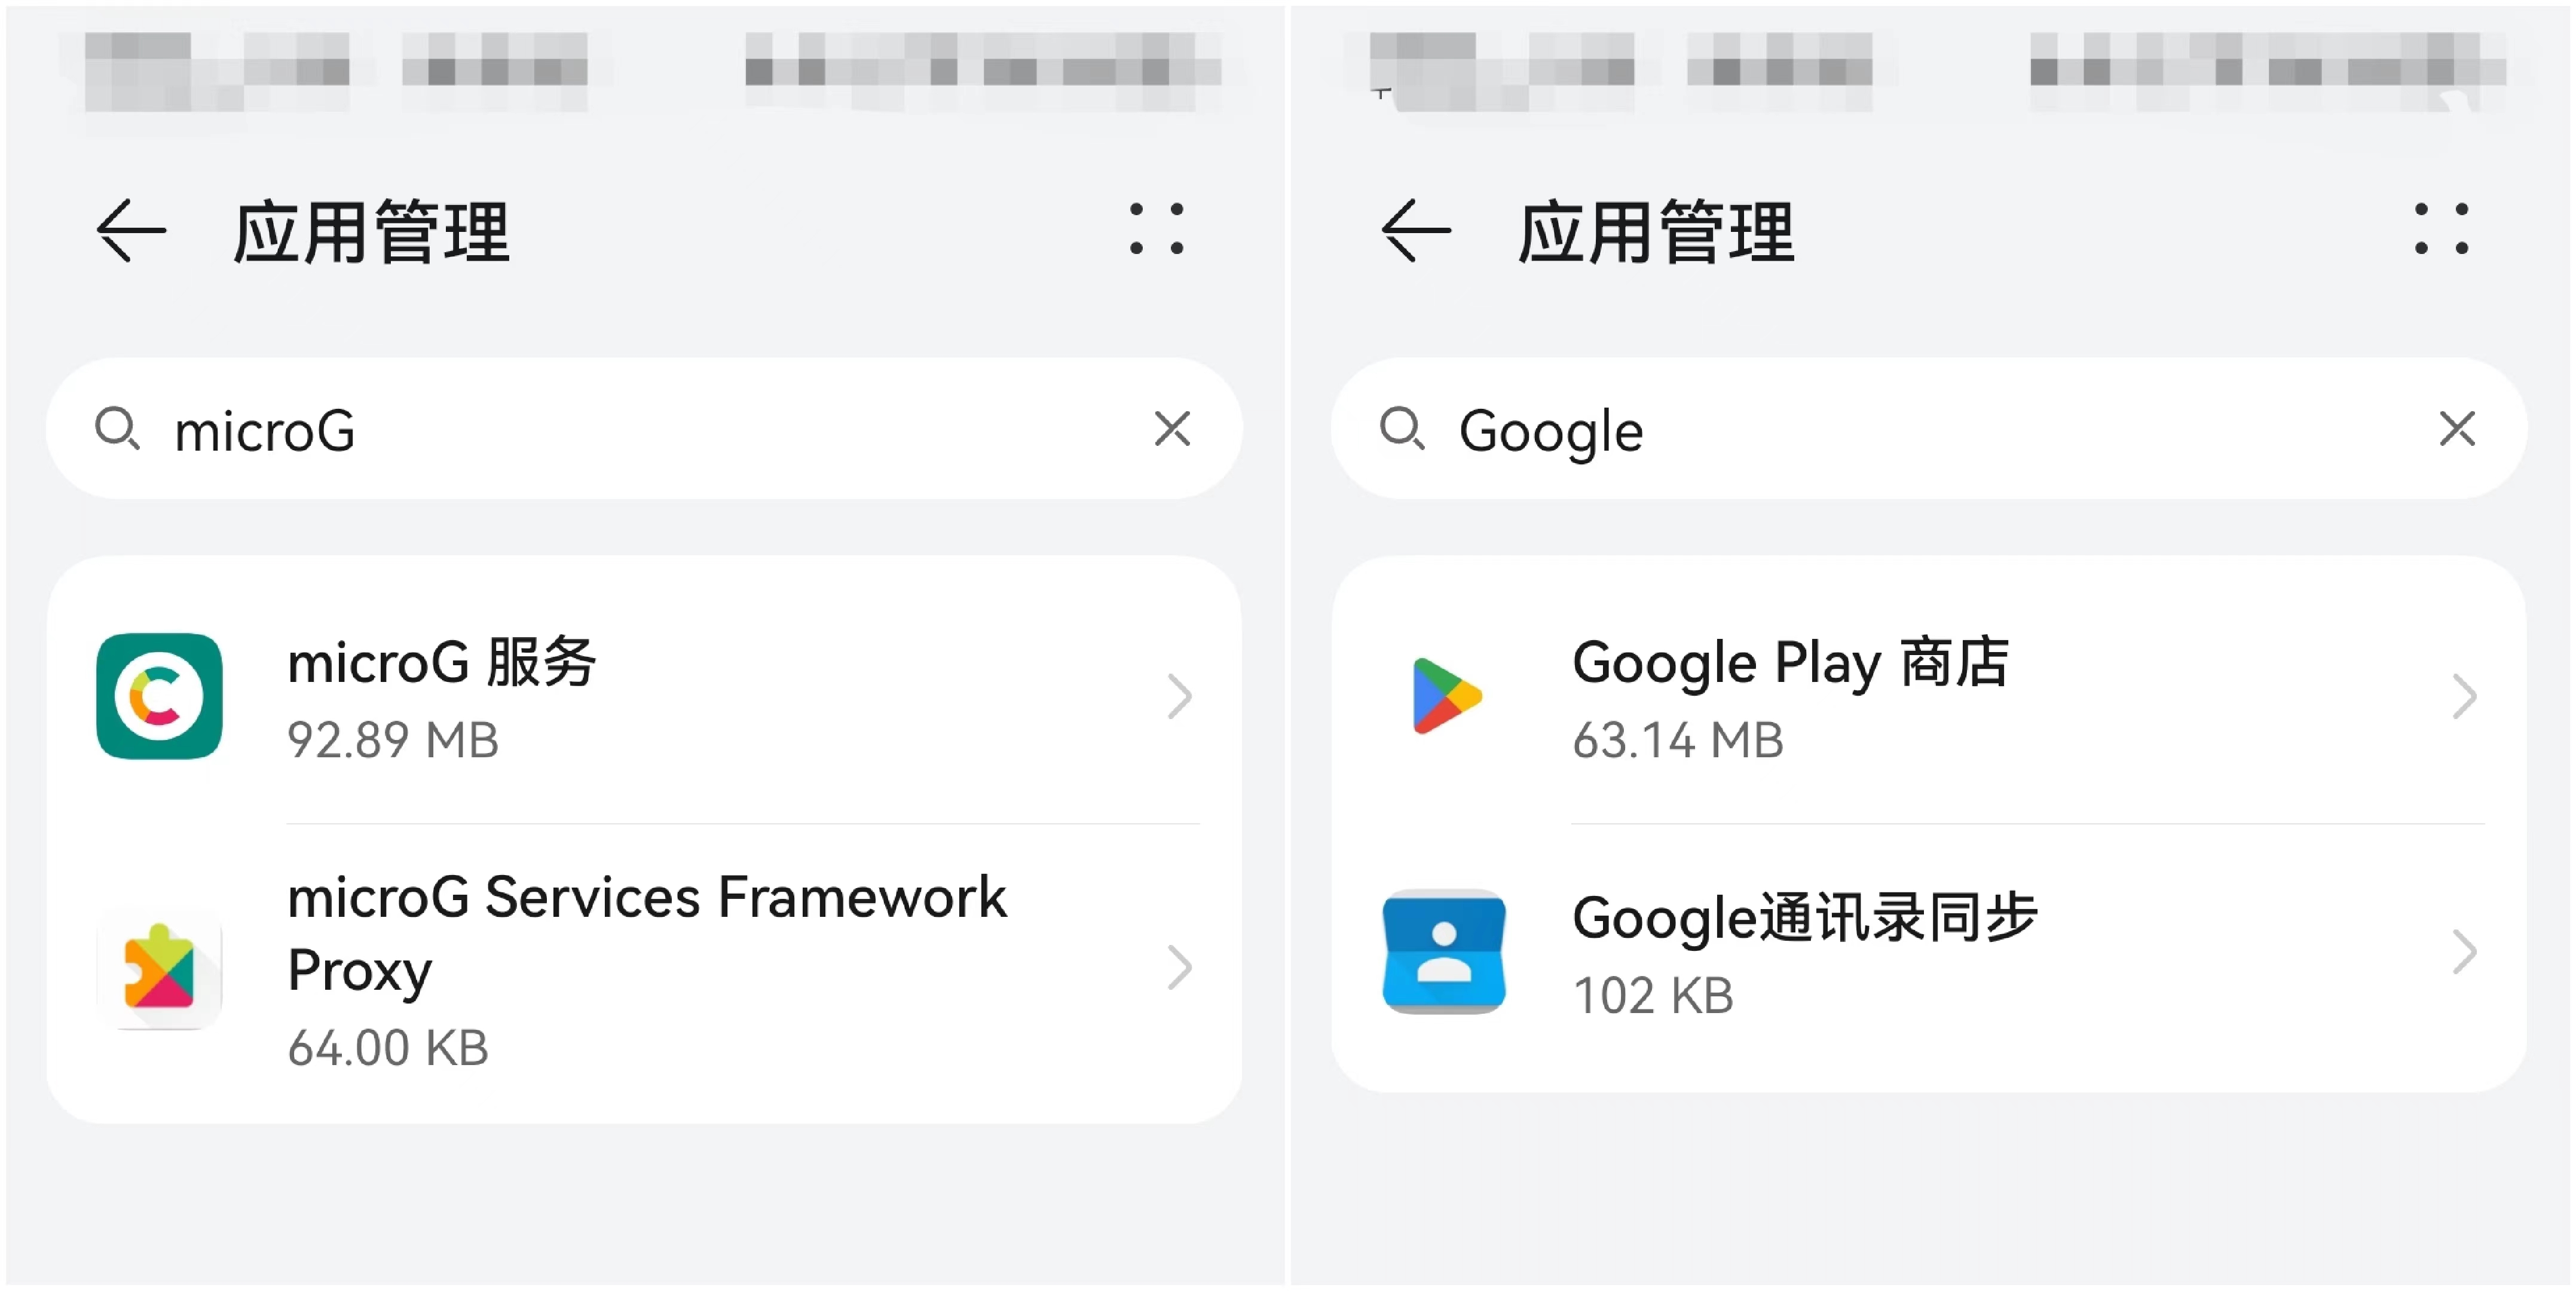 应用管理
microG
microG 服务
92.89 MB
microG Services Framework
Proxy
64.00 KB
应用管理
Google
Google Play 商店
63.14 MB
Google通讯录同步
102 KB